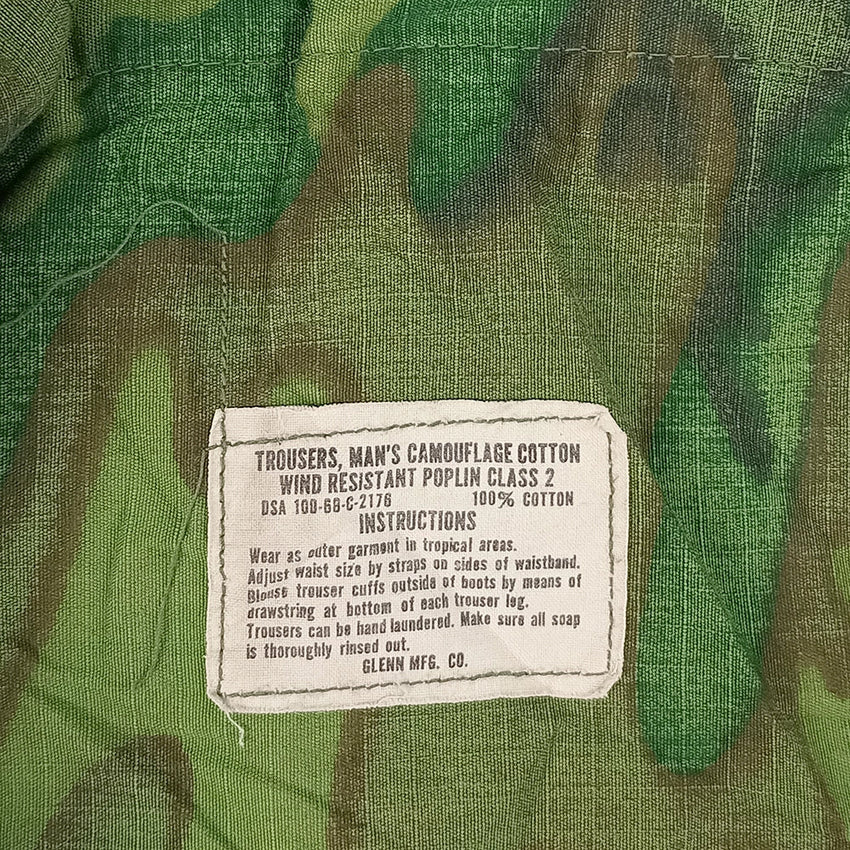 TROUSERS, MAN'S CAMOUFLAGE COTTON
WIND RESISTANT POPLIN CLASS 2
DSA 100-68-C-2176 100% COTTON
INSTRUCTIONS
Wear as outer garment in tropical areas.
Adjust waist size by straps on sides of waistband.
Blouse trouser cuffs outside of boots by means of
drawstring at bottom of each trouser leg.
Trousers can be hand laundered. Make sure all soap
is thoroughly rinsed out.
GLENN MFG. CO.